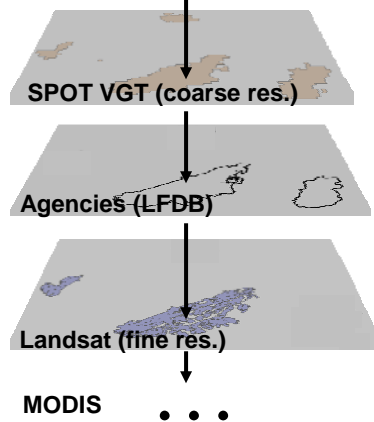 SPOT VGT (coarse res.)
Agencies (LFDB)
Landsat (fine res.)
MODIS • • •